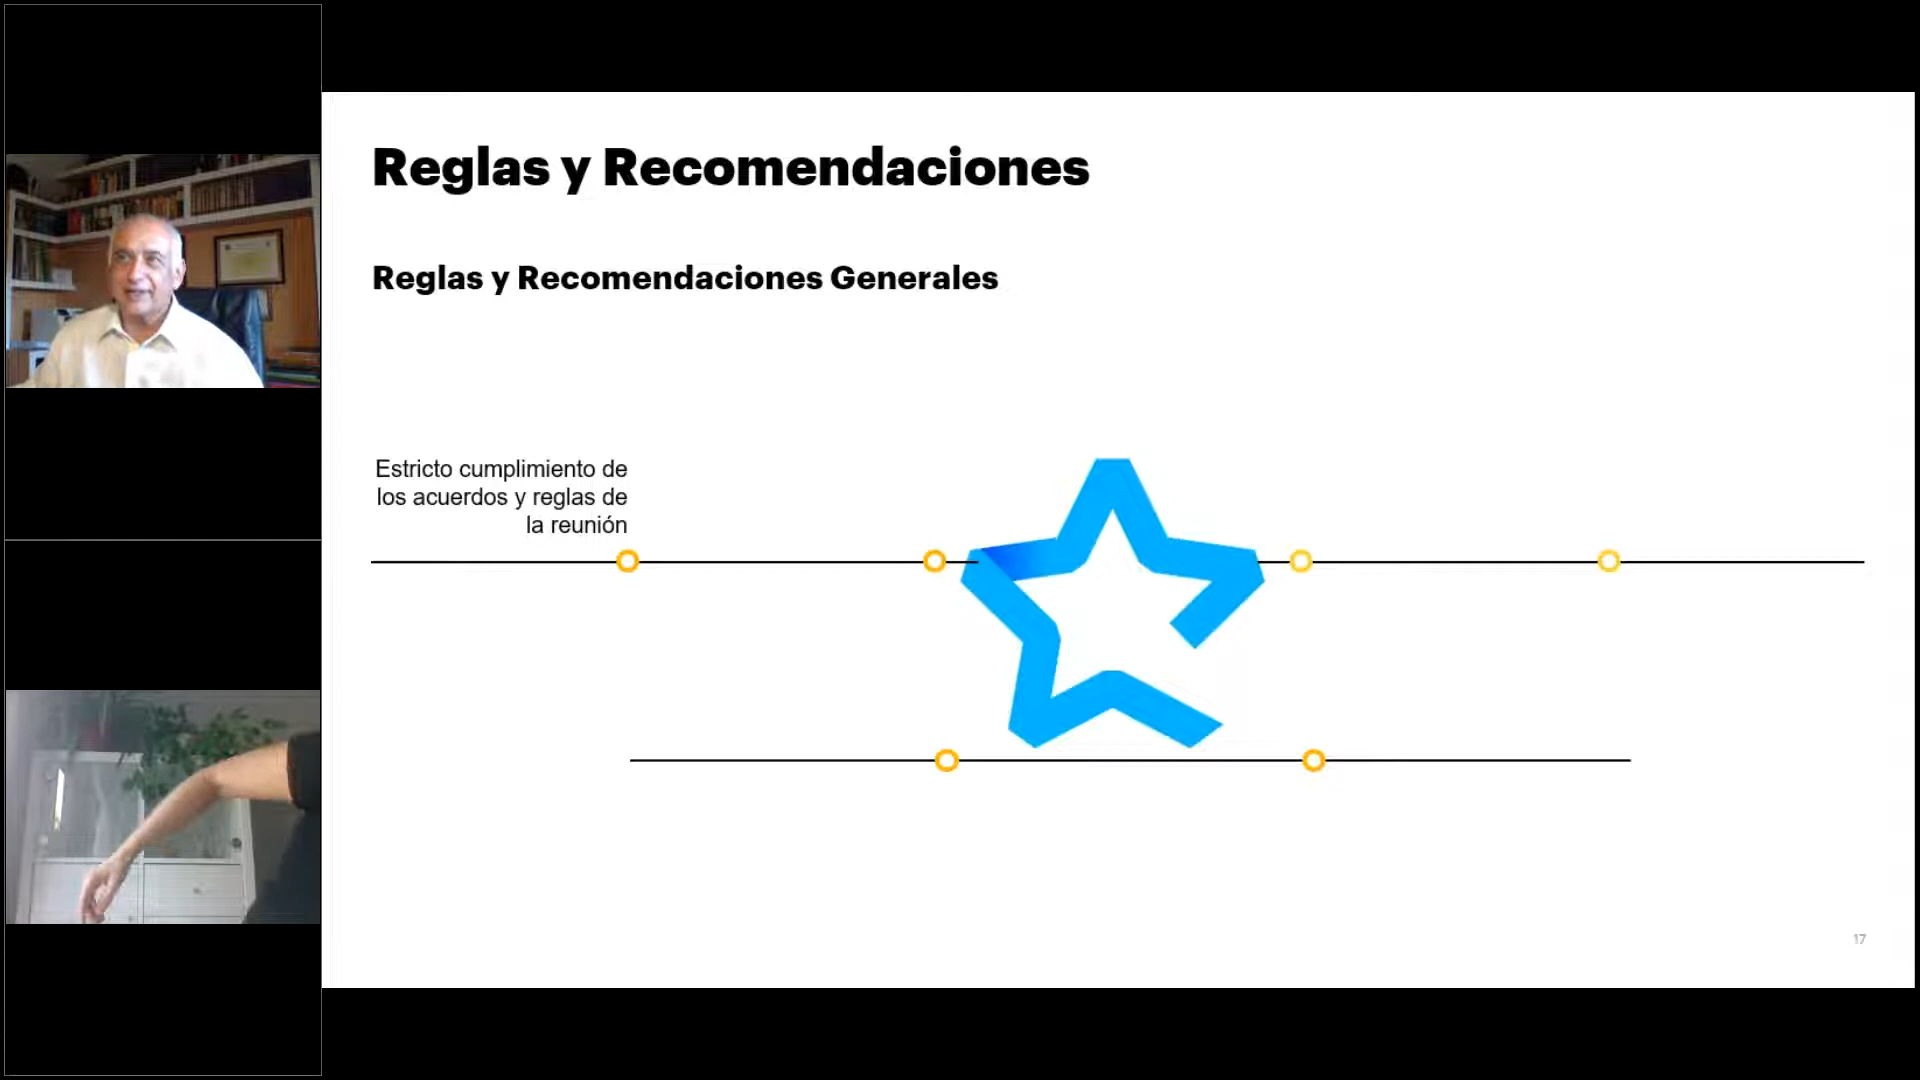 Reglas y Recomendaciones
Reglas y Recomendaciones Generales
Estricto cumplimiento de
los acuerdos y reglas de
la reunión
17